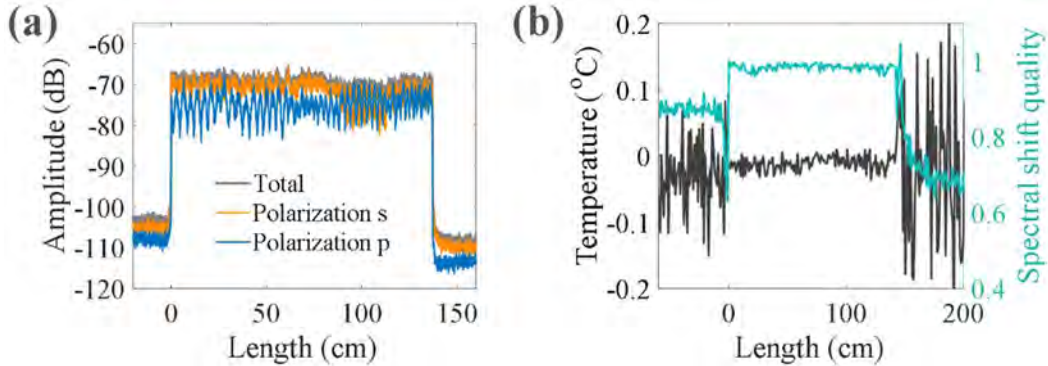 (a)
Amplitude (dB)
-60
-70
-80
-90
-100
-110
-120
Total
Polarization s
Polarization p
0
50
100
150
Length (cm)
(b)
Temperature (°C)
0.2
0.1
0
-0.1
-0.2
0
100
200
Length (cm)
1
0.8
0.6
0.4
Spectral shift quality